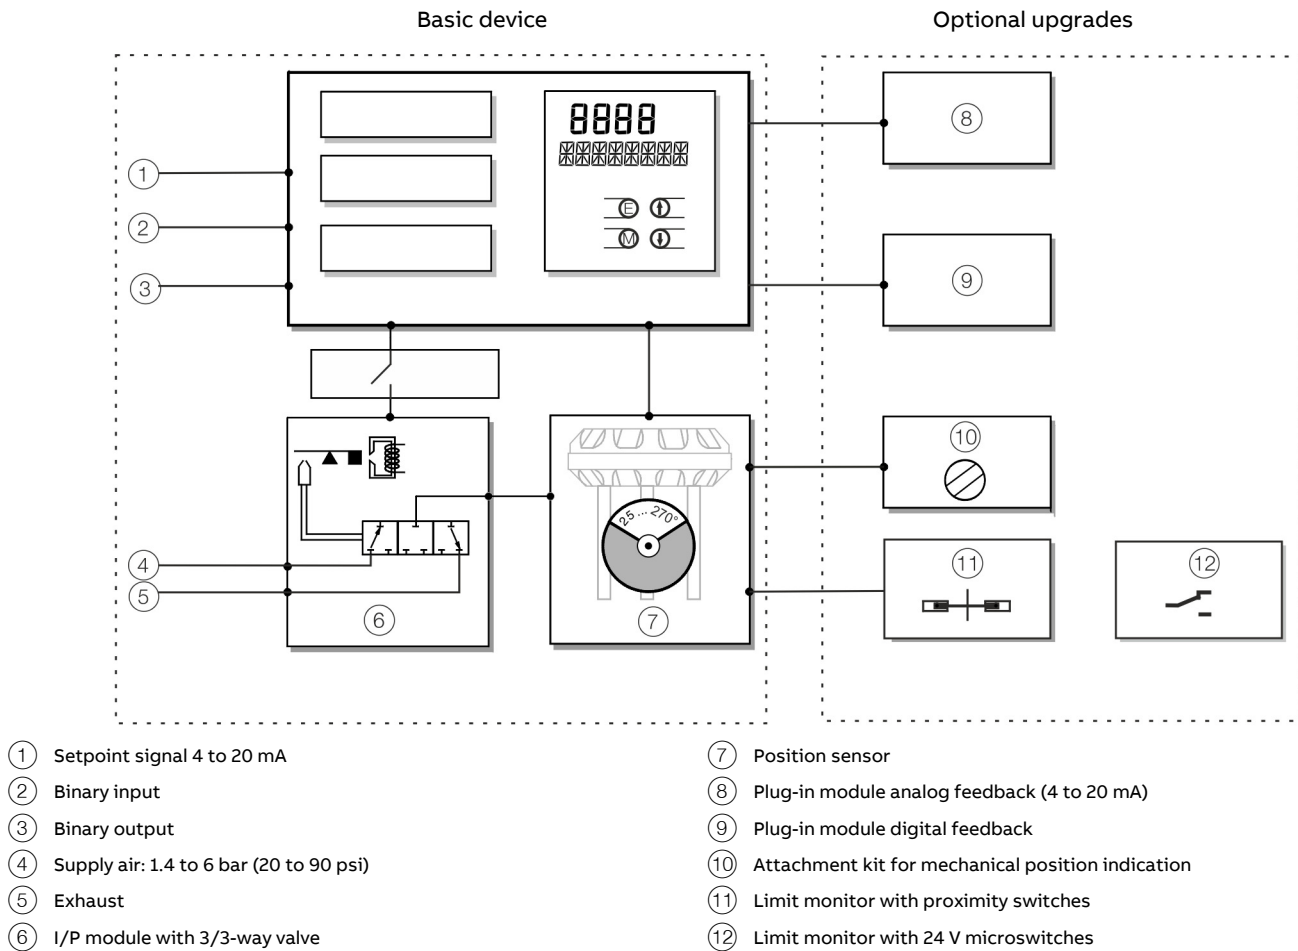 Basic device
Optional upgrades
8888
8
1
2
3
E
M
9
25 ... 270°
10
4
5
6
7
11
12
1 Setpoint signal 4 to 20 mA
2 Binary input
3 Binary output
4 Supply air: 1.4 to 6 bar (20 to 90 psi)
5 Exhaust
6 I/P module with 3/3-way valve
7 Position sensor
8 Plug-in module analog feedback (4 to 20 mA)
9 Plug-in module digital feedback
10 Attachment kit for mechanical position indication
11 Limit monitor with proximity switches
12 Limit monitor with 24 V microswitches